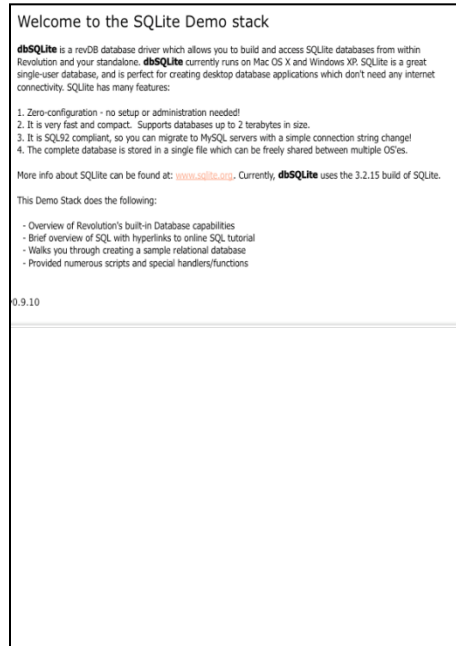 Welcome to the SQLite Demo stack
dbSQLite is a revDB database driver which allows you to build and access SQLlite databases from within
Revolution and your standalone. dbSQLite currently runs on Mac OS X and Windows XP. SQLite is a great
single-user database, and is perfect for creating desktop database applications which don't need any internet
connectivity. SQLite has many features:
1. Zero-configuration - no setup or administration needed!
2. It is very fast and compact. Supports databases up to 2 terabytes in size.
3. It is SQL92 compliant, so you can migrate to MySQL servers with a simple connection string change!
4. The complete database is stored in a single file which can be freely shared between multiple OS'es.
More info about SQLlite can be found at: www.sqlite.org. Currently, dbSQLite uses the 3.2.15 build of SQLite.
This Demo Stack does the following:
- Overview of Revolution's built-in Database capabilities
- Brief overview of SQL with hyperlinks to online SQL tutorial
- Walks you through creating a sample relational database
- Provided numerous scripts and special handlers/functions
0.9.10